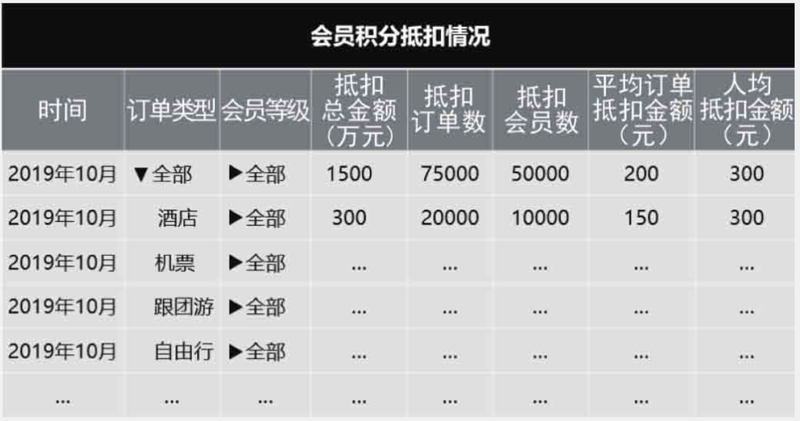 会员积分抵扣情况
时间 订单类型 会员等级 抵扣总金额（万元） 抵扣订单数 抵扣会员数 平均订单抵扣金额（元） 人均抵扣金额（元）
2019年10月 ▼全部 ▶全部 1500 75000 50000 200 300
2019年10月 酒店 ▶全部 300 20000 10000 150 300
2019年10月 机票 ▶全部 ... ... ... ... ...
2019年10月 跟团游 ▶全部 ... ... ... ... ...
2019年10月 自由行 ▶全部 ... ... ... ... ...
... ... ... ... ... ... ... ...